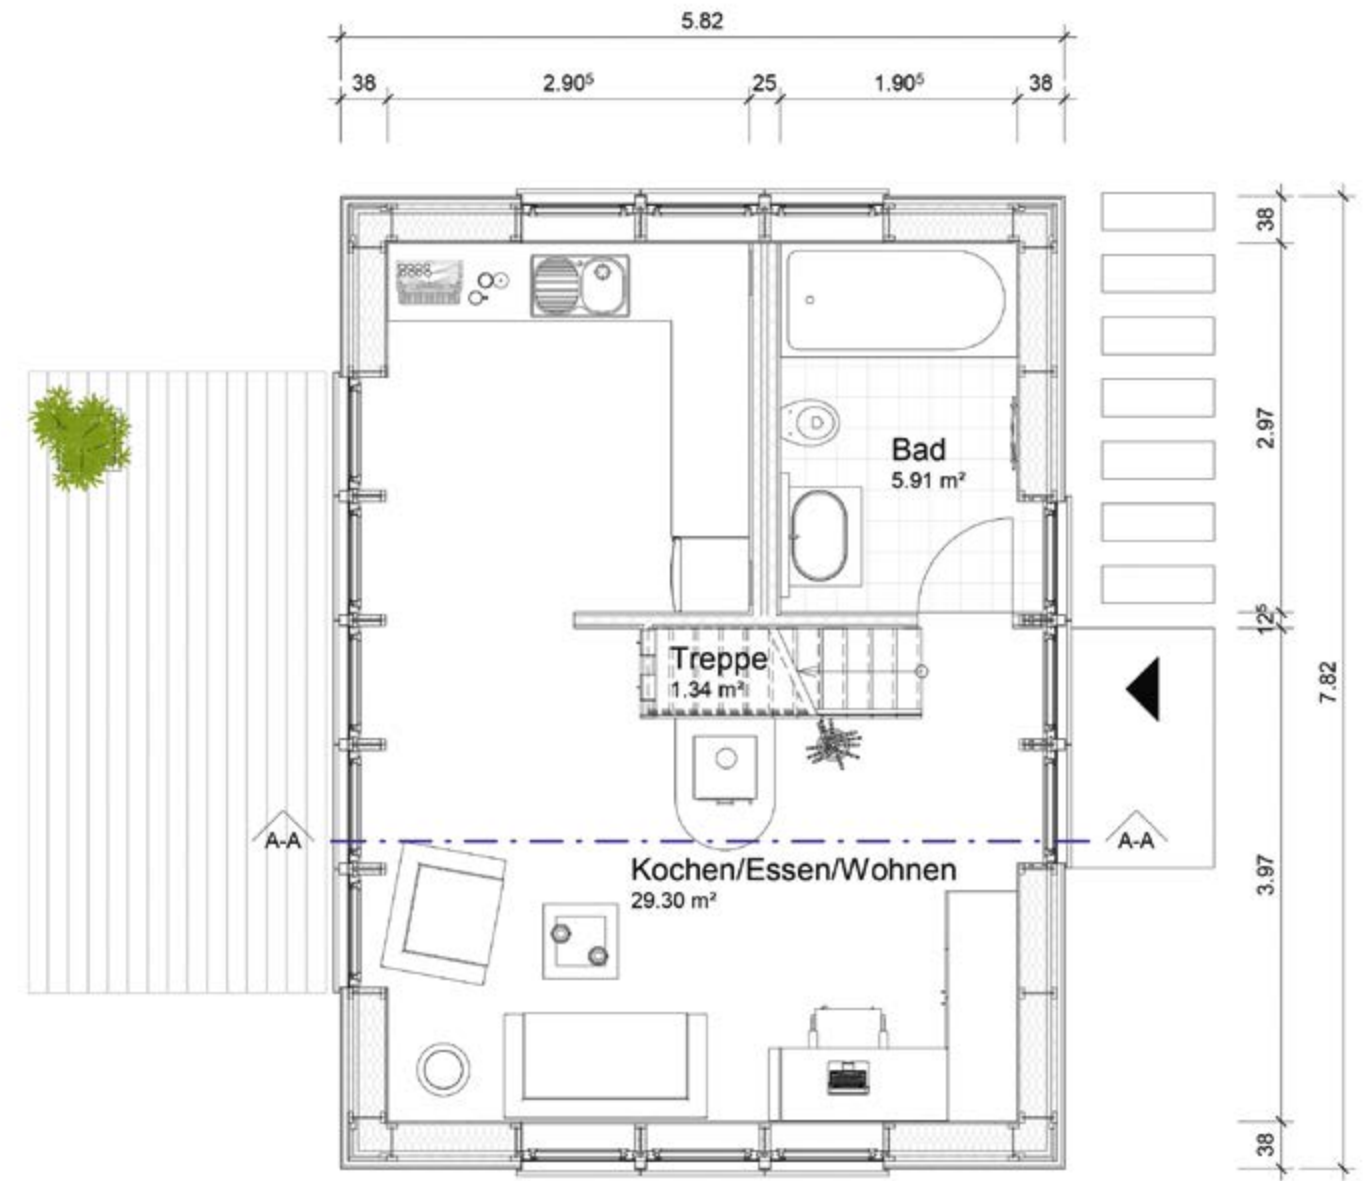 5.82
38 2.90⁵ 25 1.90⁵ 38
38
2.97
12⁵
7.82
3.97
38
Bad
5.91 m²
Treppe
1.34 m²
A-A A-A
Kochen/Essen/Wohnen
29.30 m²